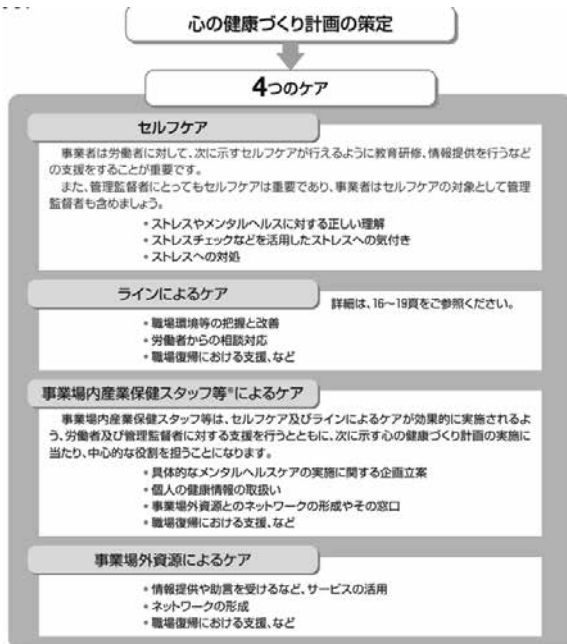 心の健康づくり計画の策定
4つのケア
セルフケア
事業者は労働者に対して、次に示すセルフケアが行えるように教育研修、情報提供を行うなど
の支援をすることが重要です。
また、管理監督者にとってもセルフケアは重要であり、事業者はセルフケアの対象として管理
監督者も含めましょう。
• ストレスやメンタルヘルスに対する正しい理解
• ストレスチェックなどを活用したストレスへの気付き
• ストレスへの対処
ラインによるケア
詳細は、16〜19頁をご参照ください。
• 職場環境等の把握と改善
• 労働者からの相談対応
• 職場復帰における支援、など
事業場内産業保健スタッフ等*によるケア
事業場内産業保健スタッフ等は、セルフケア及びラインによるケアが効果的に実施されるよ
う、労働者及び管理監督者に対する支援を行うとともに、次に示す心の健康づくり計画の実施に
当たり、中心的な役割を担うことになります。
• 具体的なメンタルヘルスケアの実施に関する企画立案
• 個人の健康情報の取扱い
• 事業場外資源とのネットワークの形成やその窓口
• 職場復帰における支援、など
事業場外資源によるケア
• 情報提供や助言を受けるなど、サービスの活用
• ネットワークの形成
• 職場復帰における支援、など